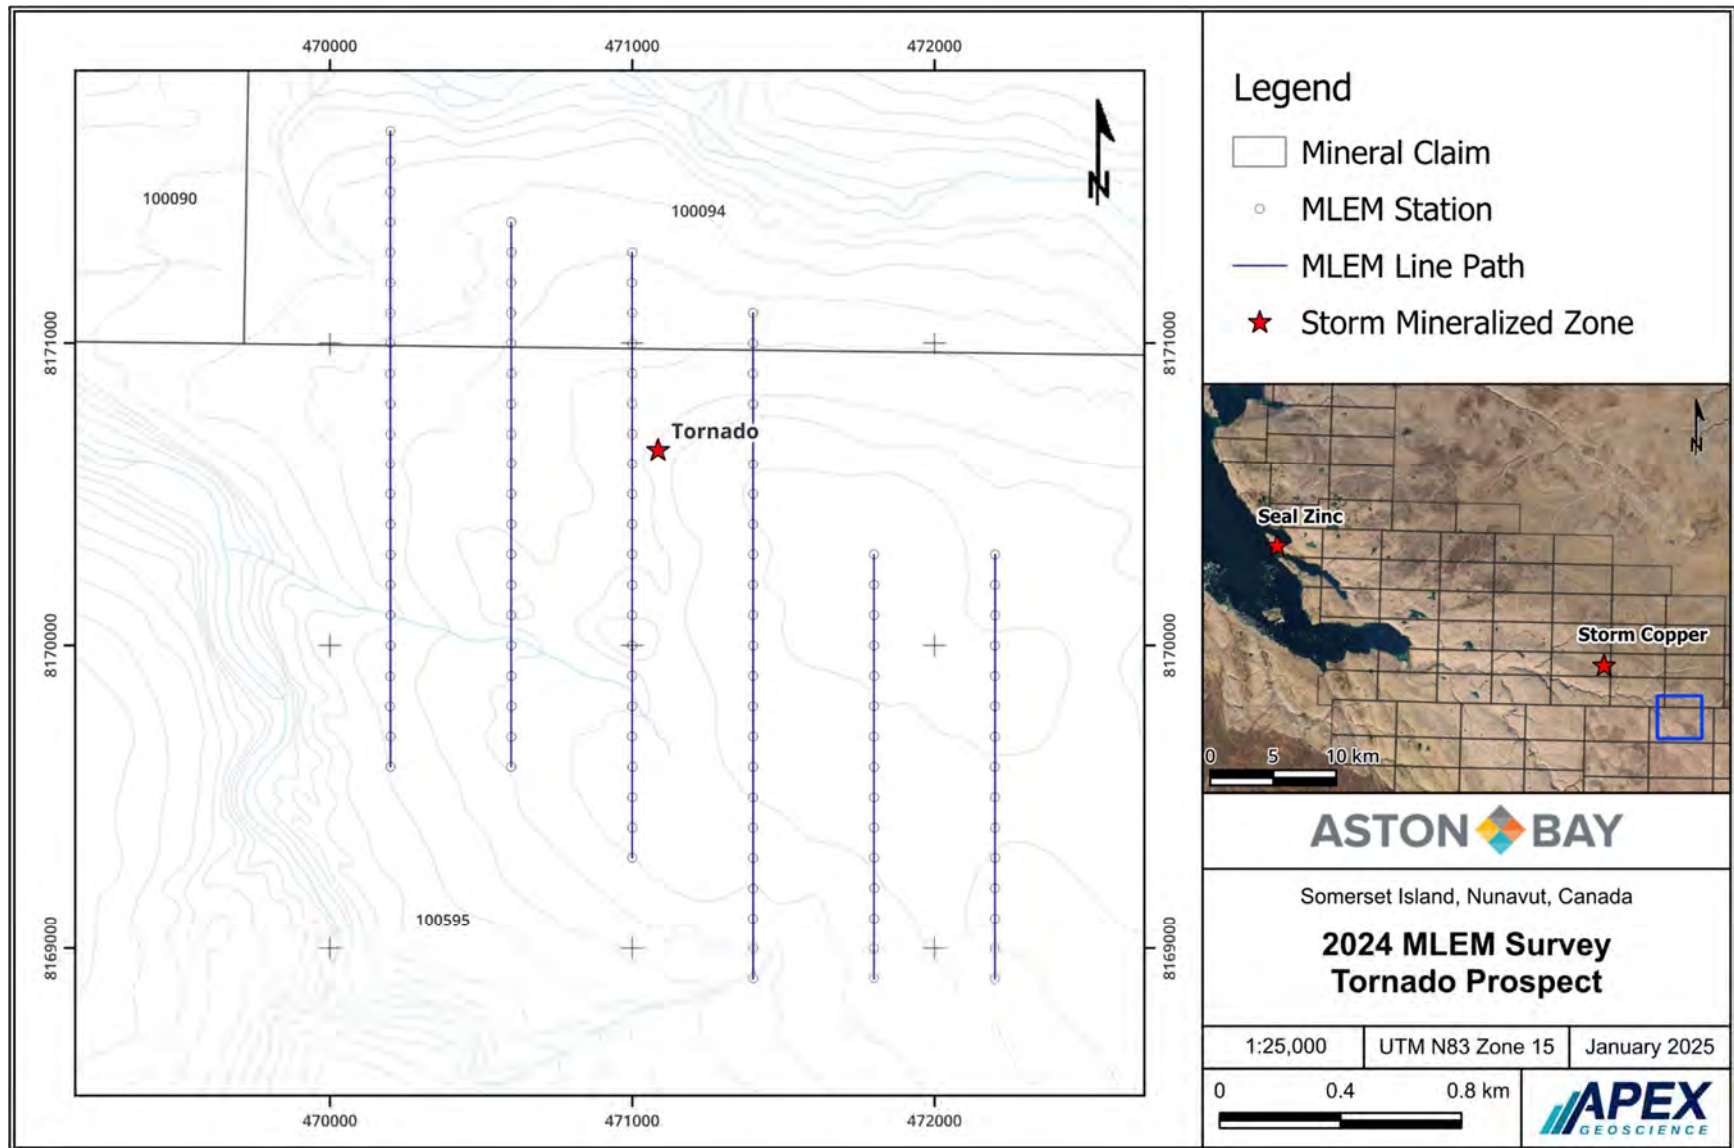 470000
471000
472000
100090
100094
8171000
8171000
Tornado
8170000
8170000
100595
8169000
8169000
470000
471000
472000
N
Legend
Mineral Claim
MLEM Station
MLEM Line Path
Storm Mineralized Zone
N
Seal Zinc
Storm Copper
0 5 10 km
ASTON BAY
Somerset Island, Nunavut, Canada
2024 MLEM Survey
Tornado Prospect
1:25,000
UTM N83 Zone 15
January 2025
0 0.4 0.8 km
APEX
GEOSCIENCE